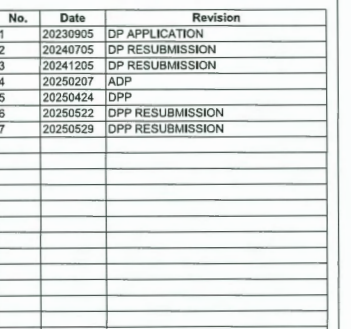 No. Date Revision
1 20230905 DP APPLICATION
2 20240705 DP RESUBMISSION
3 20241205 DP RESUBMISSION
4 20250207 ADP
5 20250424 DPP
6 20250522 DPP RESUBMISSION
7 20250529 DPP RESUBMISSION